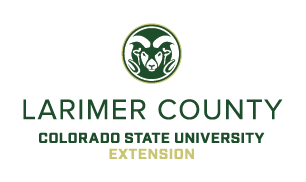 LARIMER COUNTY
COLORADO STATE UNIVERSITY
EXTENSION